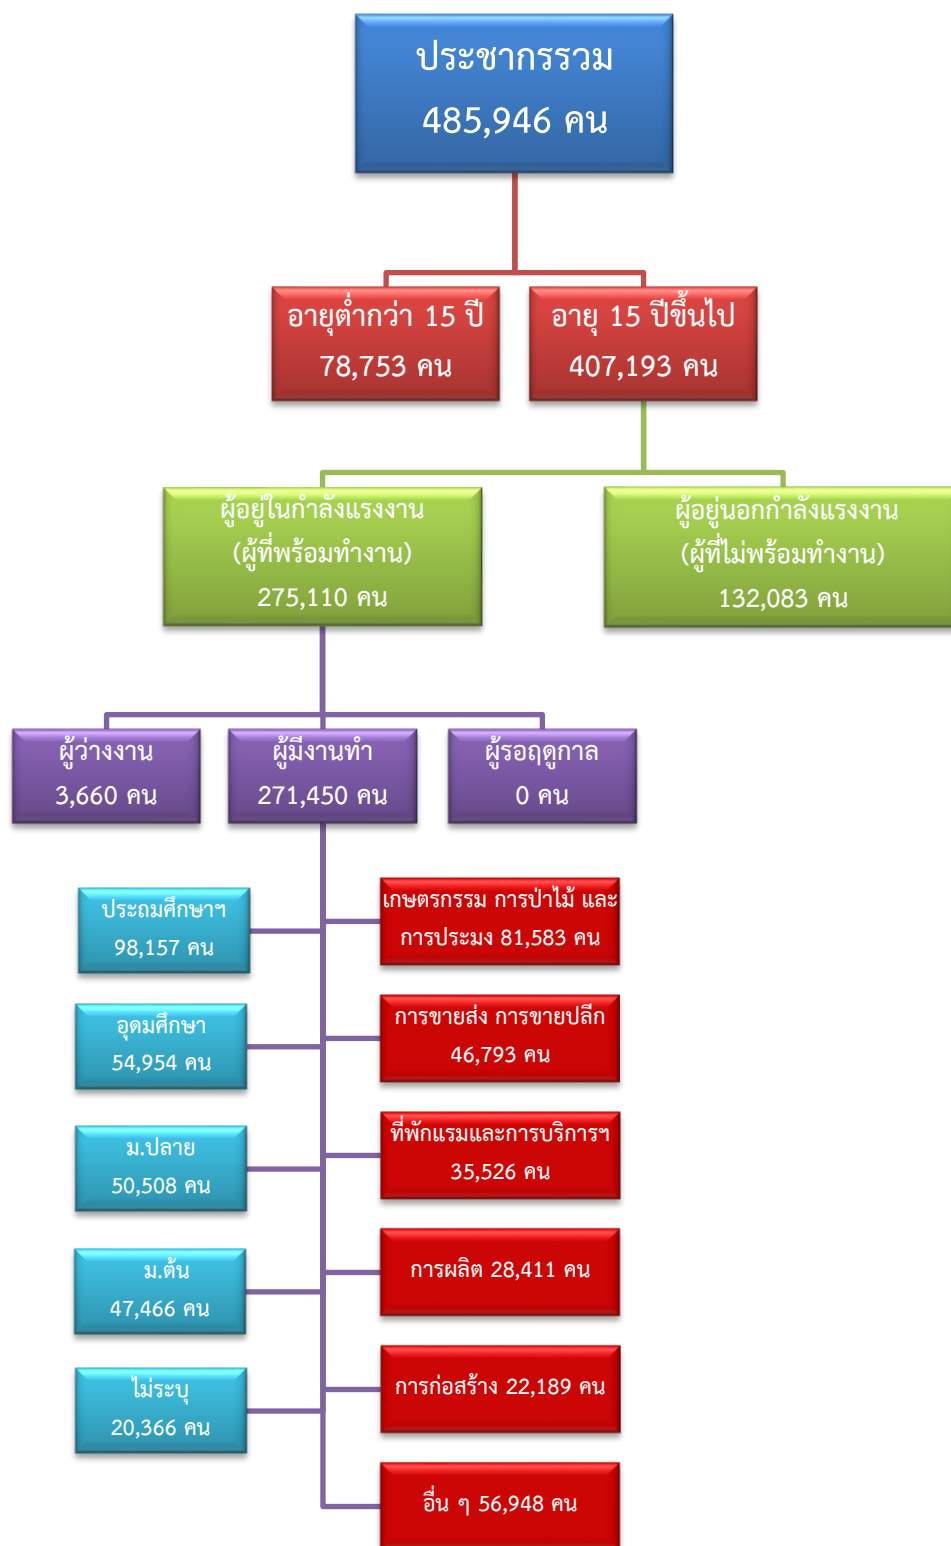 ประชากรรวม
485,946 คน
อายุต่ำกว่า 15 ปี
78,753 คน
อายุ 15 ปีขึ้นไป
407,193 คน
ผู้อยู่ในกำลังแรงงาน
(ผู้ที่พร้อมทำงาน)
275,110 คน
ผู้อยู่นอกกำลังแรงงาน
(ผู้ที่ไม่พร้อมทำงาน)
132,083 คน
ผู้ว่างงาน
3,660 คน
ผู้มีงานทำ
271,450 คน
ผู้รอฤดูกาล
0 คน
ประถมศึกษาฯ
98,157 คน
อุดมศึกษา
54,954 คน
ม.ปลาย
50,508 คน
ม.ต้น
47,466 คน
ไม่ระบุ
20,366 คน
เกษตรกรรม การป่าไม้ และ
การประมง 81,583 คน
การขายส่ง การขายปลีก
46,793 คน
ที่พักแรมและการบริการฯ
35,526 คน
การผลิต 28,411 คน
การก่อสร้าง 22,189 คน
อื่น ๆ 56,948 คน